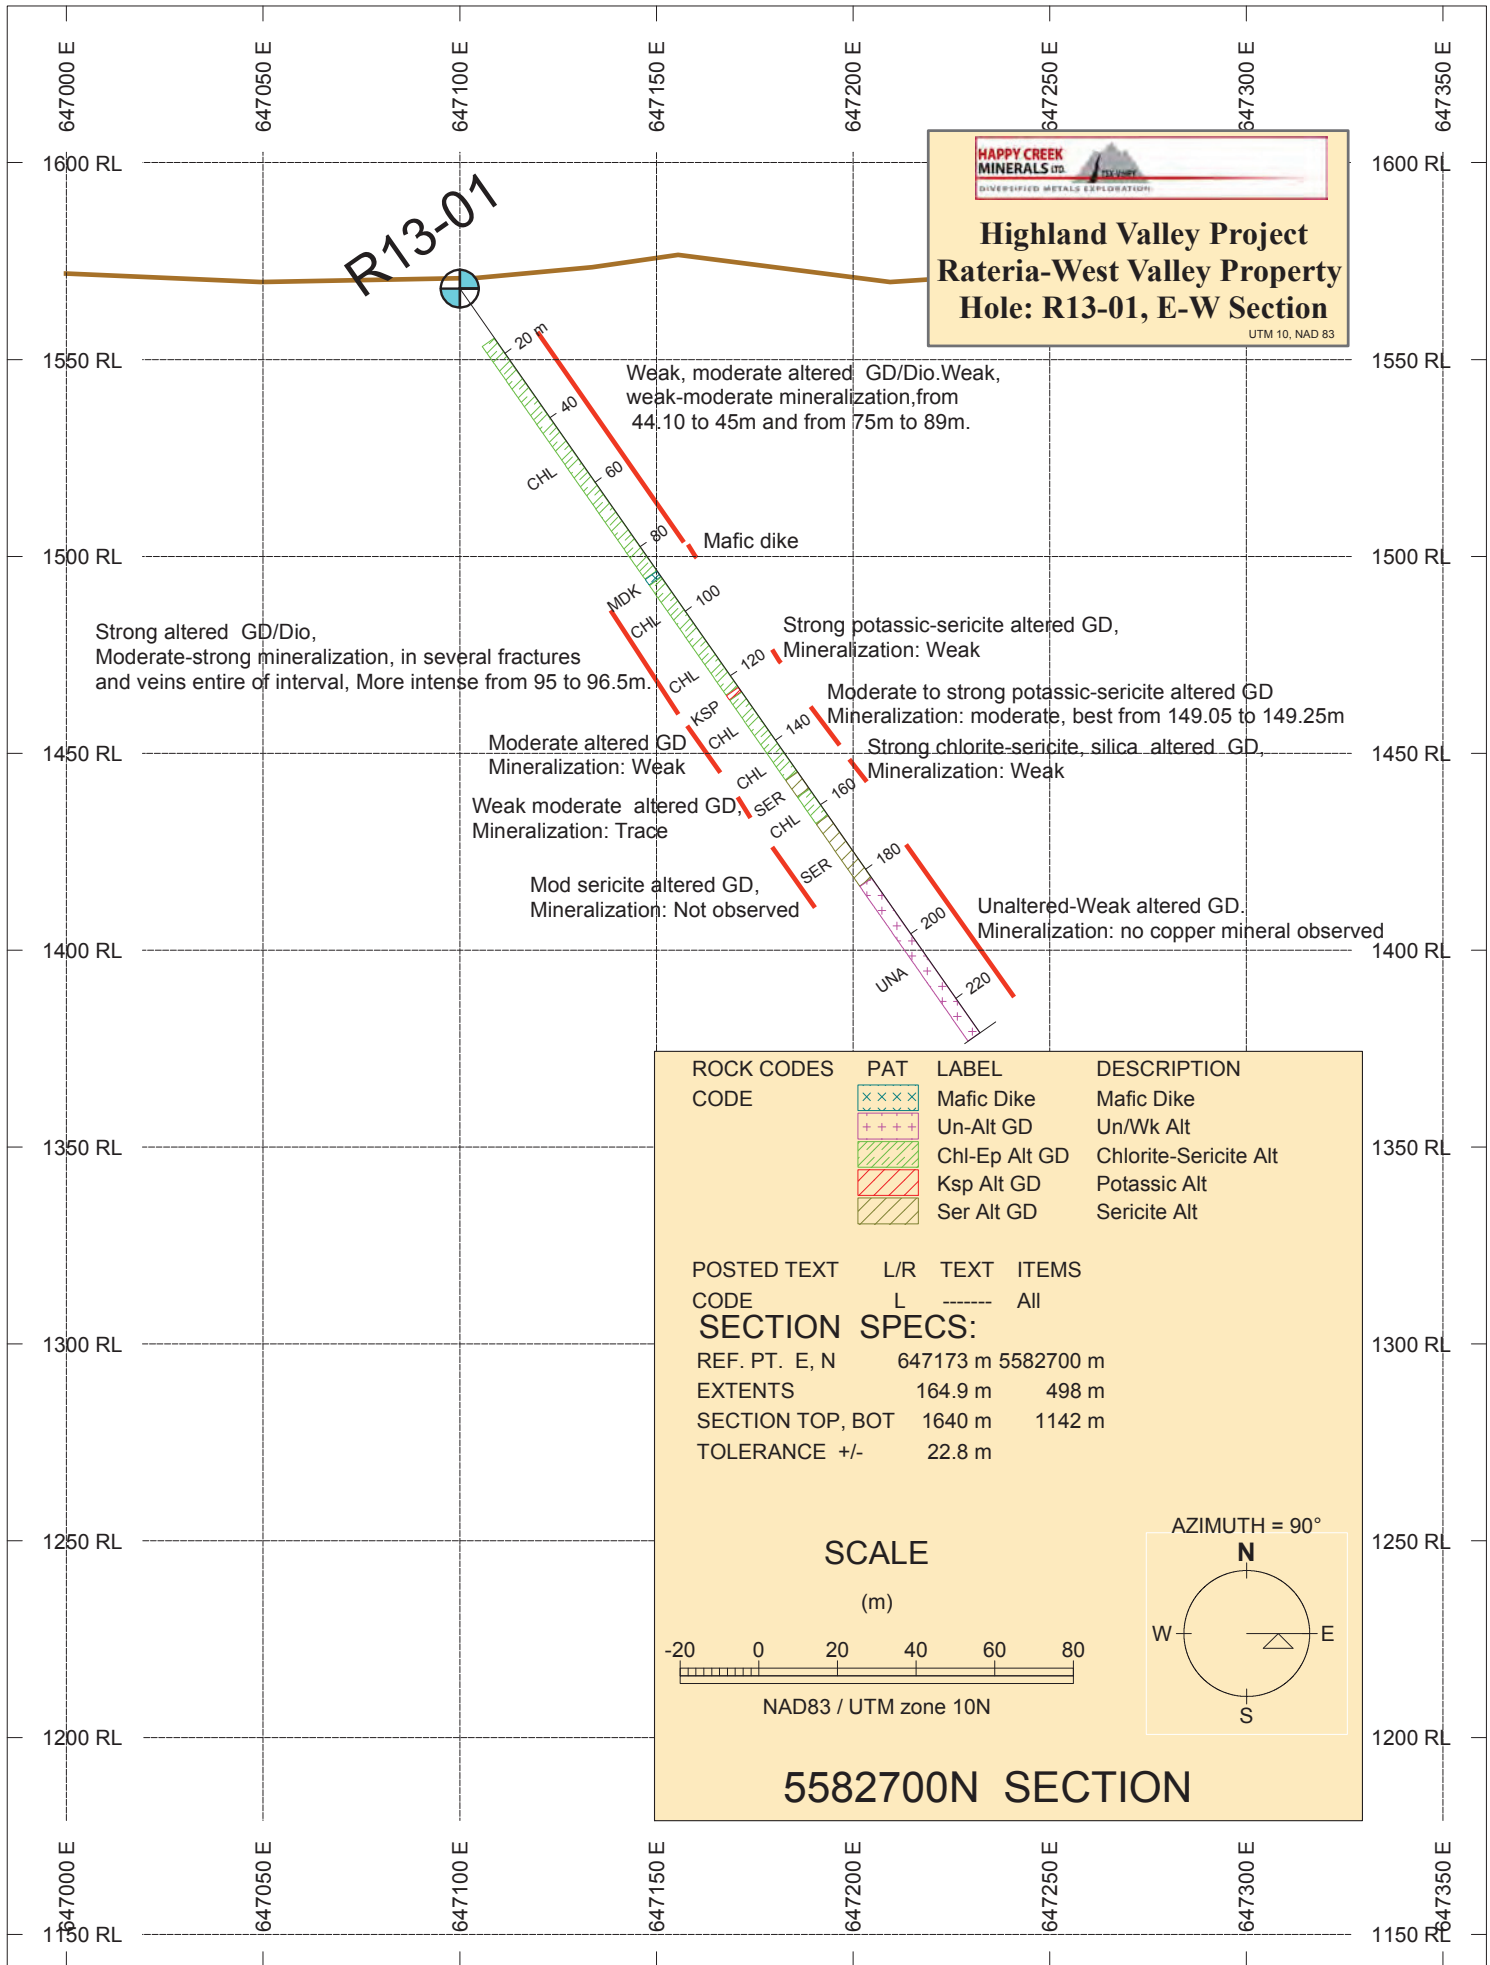 647000 E
647050 E
647100 E
647150 E
647200 E
647250 E
647300 E
647350 E
1600 RL
1600 RL
HAPPY CREEK
MINERALS LTD.
TSX-V:HPY
DIVERSIFIED METALS EXPLORATION
Highland Valley Project
Rateria-West Valley Property
Hole: R13-01, E-W Section
UTM 10, NAD 83
R13-01
1550 RL
1550 RL
20 m
40
60
80
100
120
140
160
180
200
220
Weak, moderate altered  GD/Dio.Weak,
weak-moderate mineralization,from
44.10 to 45m and from 75m to 89m.
CHL
Mafic dike
1500 RL
1500 RL
MDK
CHL
Strong altered  GD/Dio,
Moderate-strong mineralization, in several fractures
and veins entire of interval, More intense from 95 to 96.5m.
Strong potassic-sericite altered GD,
Mineralization: Weak
CHL
KSP
Moderate to strong potassic-sericite altered GD
Mineralization: moderate, best from 149.05 to 149.25m
CHL
Moderate altered GD
Mineralization: Weak
Strong chlorite-sericite, silica  altered  GD,
Mineralization: Weak
1450 RL
1450 RL
CHL
SER
Weak moderate  altered GD,
Mineralization: Trace
CHL
SER
Mod sericite altered GD,
Mineralization: Not observed
Unaltered-Weak altered GD.
Mineralization: no copper mineral observed
1400 RL
1400 RL
UNA
ROCK CODES PAT LABEL DESCRIPTION
CODE Mafic Dike Mafic Dike
Un-Alt GD Un/Wk Alt
Chl-Ep Alt GD Chlorite-Sericite Alt
Ksp Alt GD Potassic Alt
Ser Alt GD Sericite Alt
1350 RL
1350 RL
POSTED TEXT L/R TEXT ITEMS
CODE L ------- All
SECTION  SPECS:
1300 RL
1300 RL
REF. PT.  E, N 647173 m 5582700 m
EXTENTS 164.9 m 498 m
SECTION TOP, BOT 1640 m 1142 m
TOLERANCE  +/- 22.8 m
1250 RL
1250 RL
SCALE
(m)
-20 0 20 40 60 80
NAD83 / UTM zone 10N
AZIMUTH = 90°
N
W
E
S
1200 RL
1200 RL
5582700N  SECTION
647000 E
647050 E
647100 E
647150 E
647200 E
647250 E
647300 E
647350 E
1150 RL
1150 RL